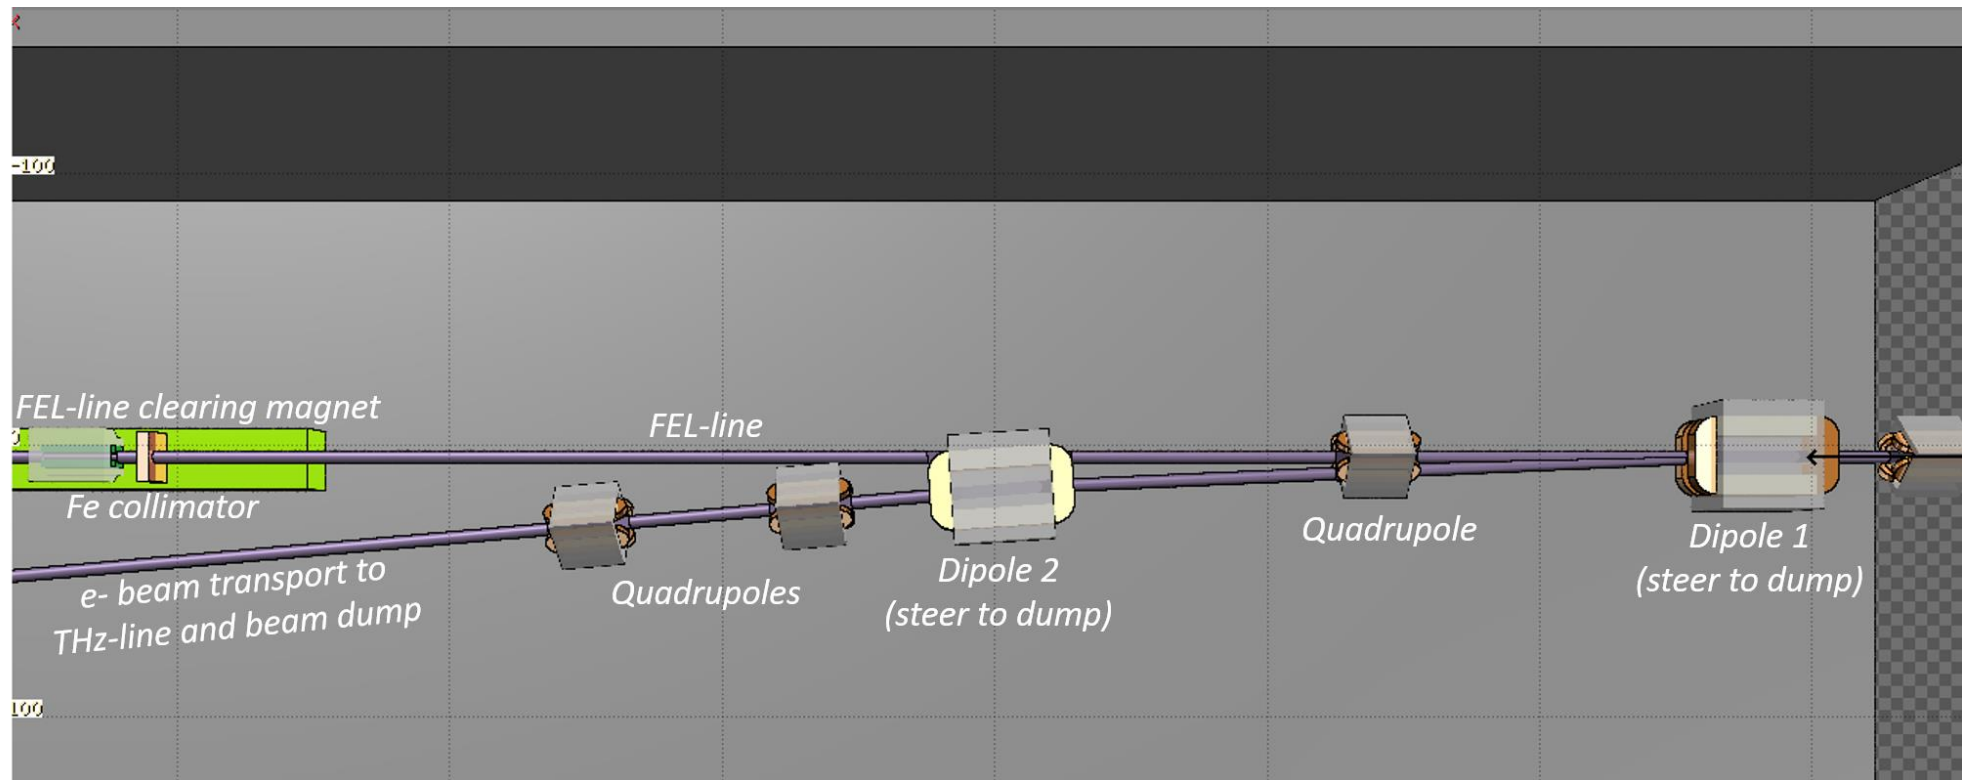 -100
FEL-line clearing magnet
FEL-line
0
Fe collimator
Quadrupole
Dipole 1
(steer to dump)
Dipole 2
(steer to dump)
Quadrupoles
e- beam transport to
THz-line and beam dump
100